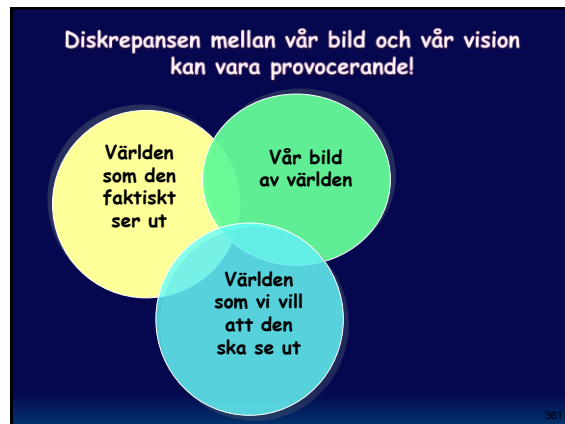 Diskrepansen mellan vår bild och vår vision
kan vara provocerande!
Världen
som den
faktiskt
ser ut
Vår bild
av världen
Världen
som vi vill
att den
ska se ut
361